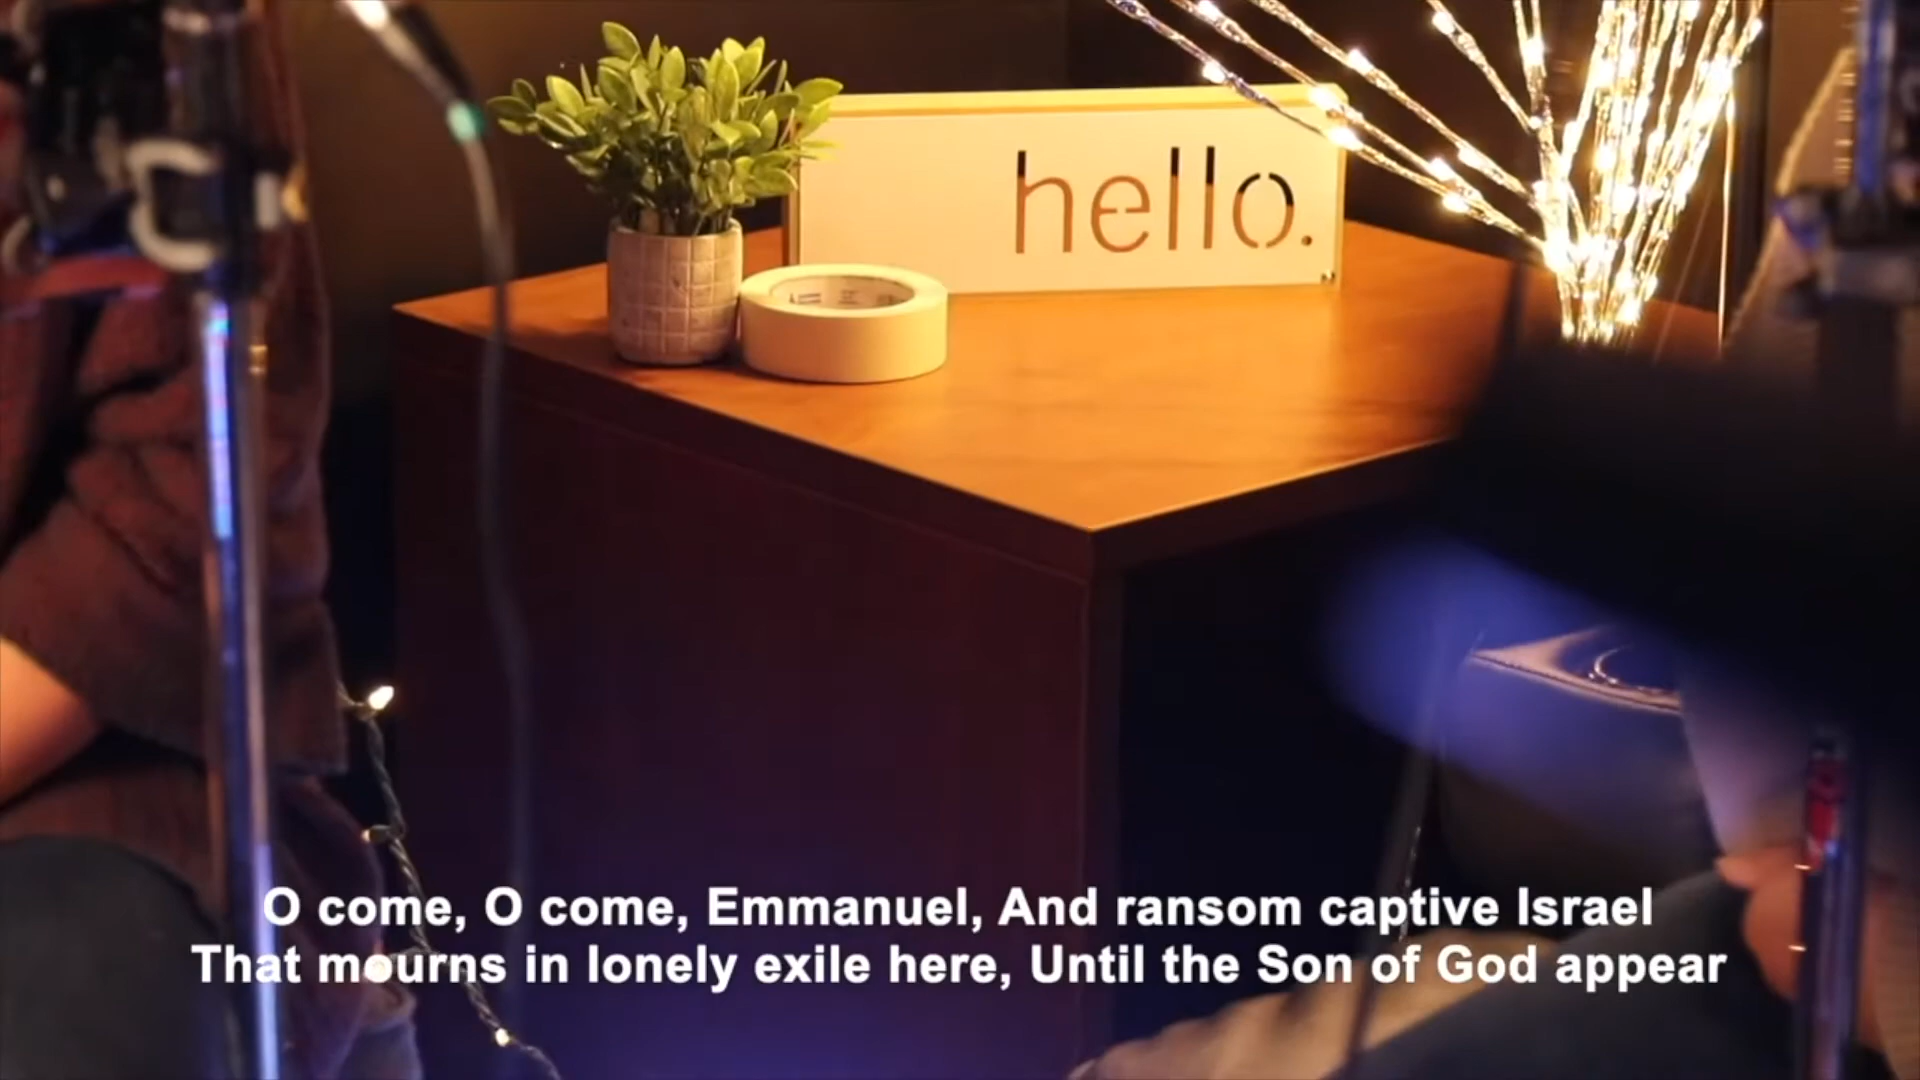 hello.
O come, O come, Emmanuel, And ransom captive Israel
That mourns in lonely exile here, Until the Son of God appear